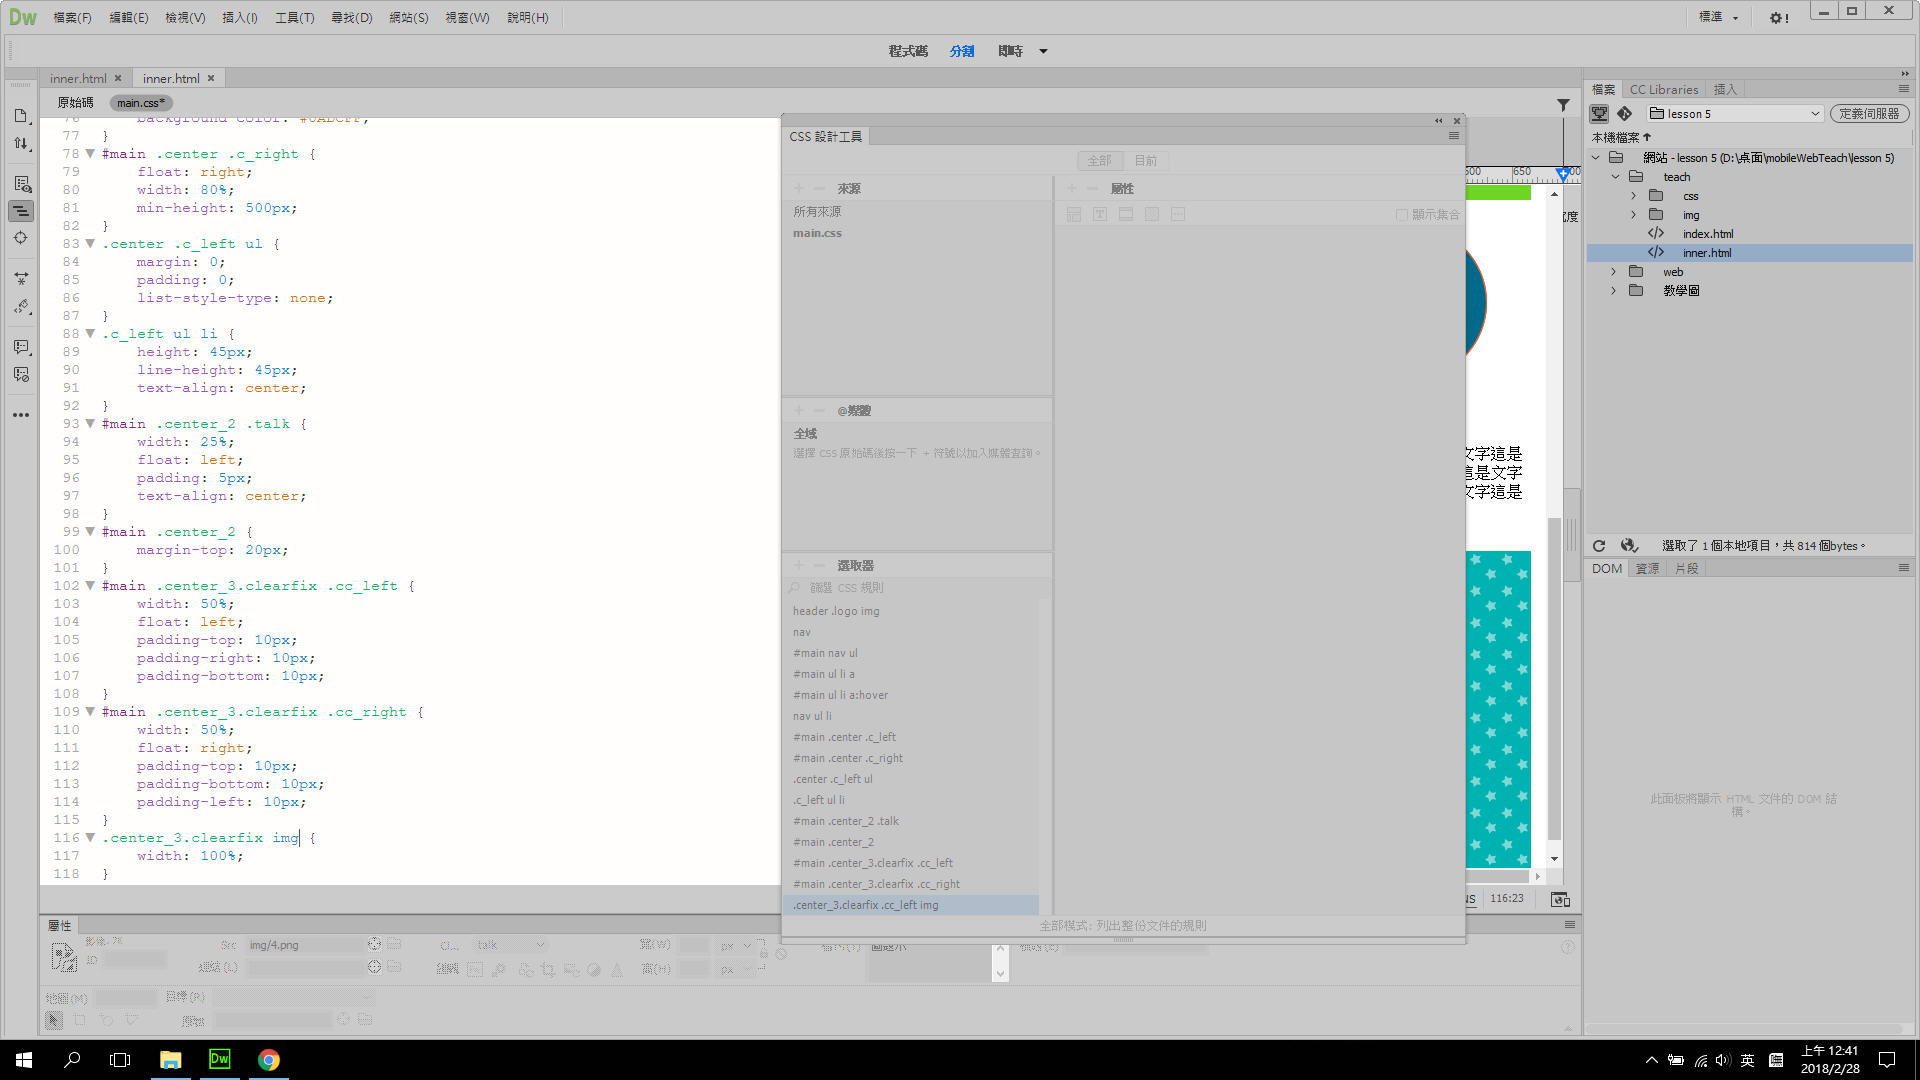 Dw 檔案(F) 編輯(E) 檢視(V) 插入(I) 工具(T) 尋找(D) 網站(S) 視窗(W) 說明(H) 標準
程式碼 分割 即時
inner.html inner.html
原始碼 main.css*
77 }
78 #main .center .c_right {
79 float: right;
80 width: 80%;
81 min-height: 500px;
82 }
83 .center .c_left ul {
84 margin: 0;
85 padding: 0;
86 list-style-type: none;
87 }
88 .c_left ul li {
89 height: 45px;
90 line-height: 45px;
91 text-align: center;
92 }
93 #main .center_2 .talk {
94 width: 25%;
95 float: left;
96 padding: 5px;
97 text-align: center;
98 }
99 #main .center_2 {
100 margin-top: 20px;
101 }
102 #main .center_3.clearfix .cc_left {
103 width: 50%;
104 float: left;
105 padding-top: 10px;
106 padding-right: 10px;
107 padding-bottom: 10px;
108 }
109 #main .center_3.clearfix .cc_right {
110 width: 50%;
111 float: right;
112 padding-top: 10px;
113 padding-bottom: 10px;
114 padding-left: 10px;
115 }
116 .center_3.clearfix img {
117 width: 100%;
118 }
CSS 設計工具
全部 目前
來源
所有來源
main.css
@媒體
全域
選擇 CSS 原始碼後按一下 + 符號以加入媒體查詢。
選取器
篩選 CSS 規則
header .logo img
nav
#main nav ul
#main ul li a
#main ul li a:hover
nav ul li
#main .center .c_left
#main .center .c_right
.center .c_left ul
.c_left ul li
#main .center_2 .talk
#main .center_2
#main .center_3.clearfix .cc_left
#main .center_3.clearfix .cc_right
.center_3.clearfix .cc_left img
屬性
顯示集合
全部模式: 列出整份文件的規則
650
文字這是
這是文字
文字這是
116:23
檔案 CC Libraries 插入
lesson 5 定義伺服器
本機檔案
網站 - lesson 5 (D:\桌面\mobileWebTeach\lesson 5)
teach
css
img
index.html
inner.html
web
教學圖
選取了 1 個本地項目，共 814 個bytes。
DOM 資源 片段
此面板將顯示 HTML 文件的 DOM 結
構。
屬性
影像, 7K Src img/4.png talk 寬(W) px
ID 連結(L) 編輯 高(H) px
地圖(M) 目標(R)
原始
Dw 英 上午 12:41
2018/2/28